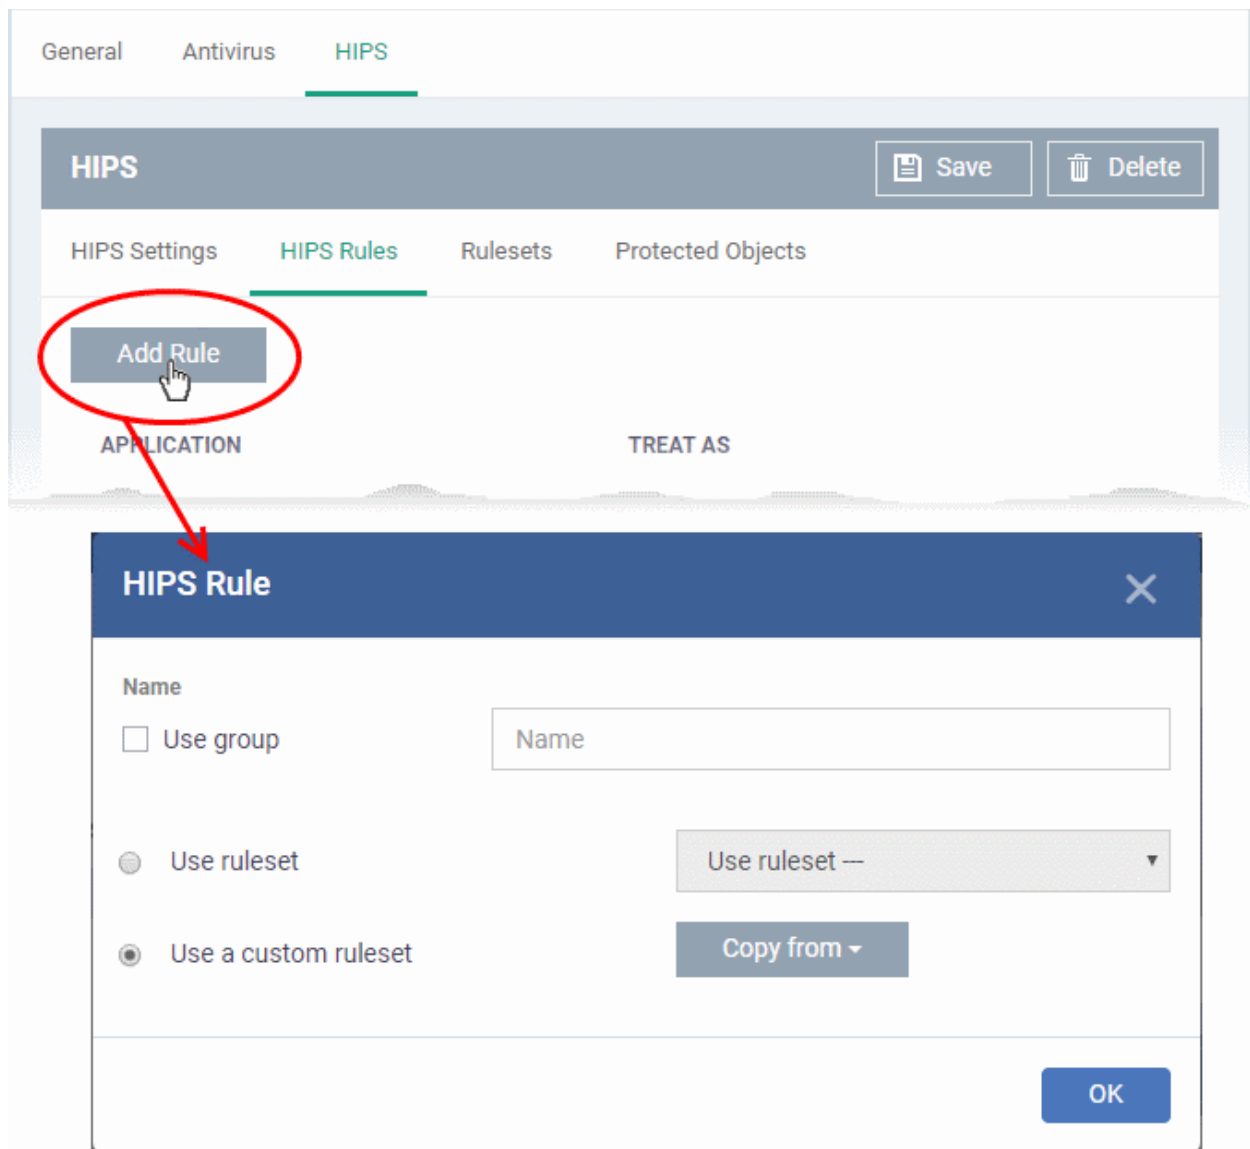 General Antivirus HIPS
HIPS Save Delete
HIPS Settings HIPS Rules Rulesets Protected Objects
Add Rule
APPLICATION TREAT AS
HIPS Rule
Name
Use group Name
Use ruleset Use ruleset ---
Use a custom ruleset Copy from
OK